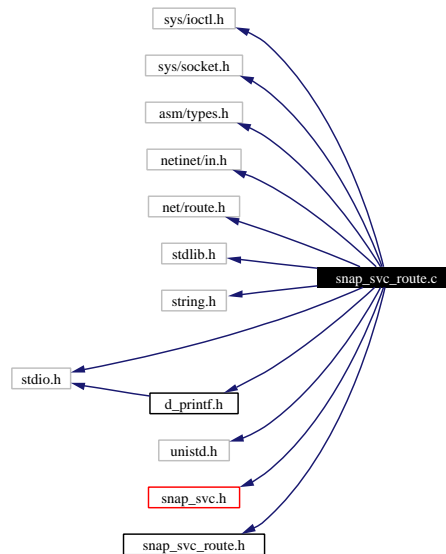 sys/ioctl.h
sys/socket.h
asm/types.h
netinet/in.h
net/route.h
stdlib.h
snap_svc_route.c
string.h
stdio.h
d_printf.h
unistd.h
snap_svc.h
snap_svc_route.h